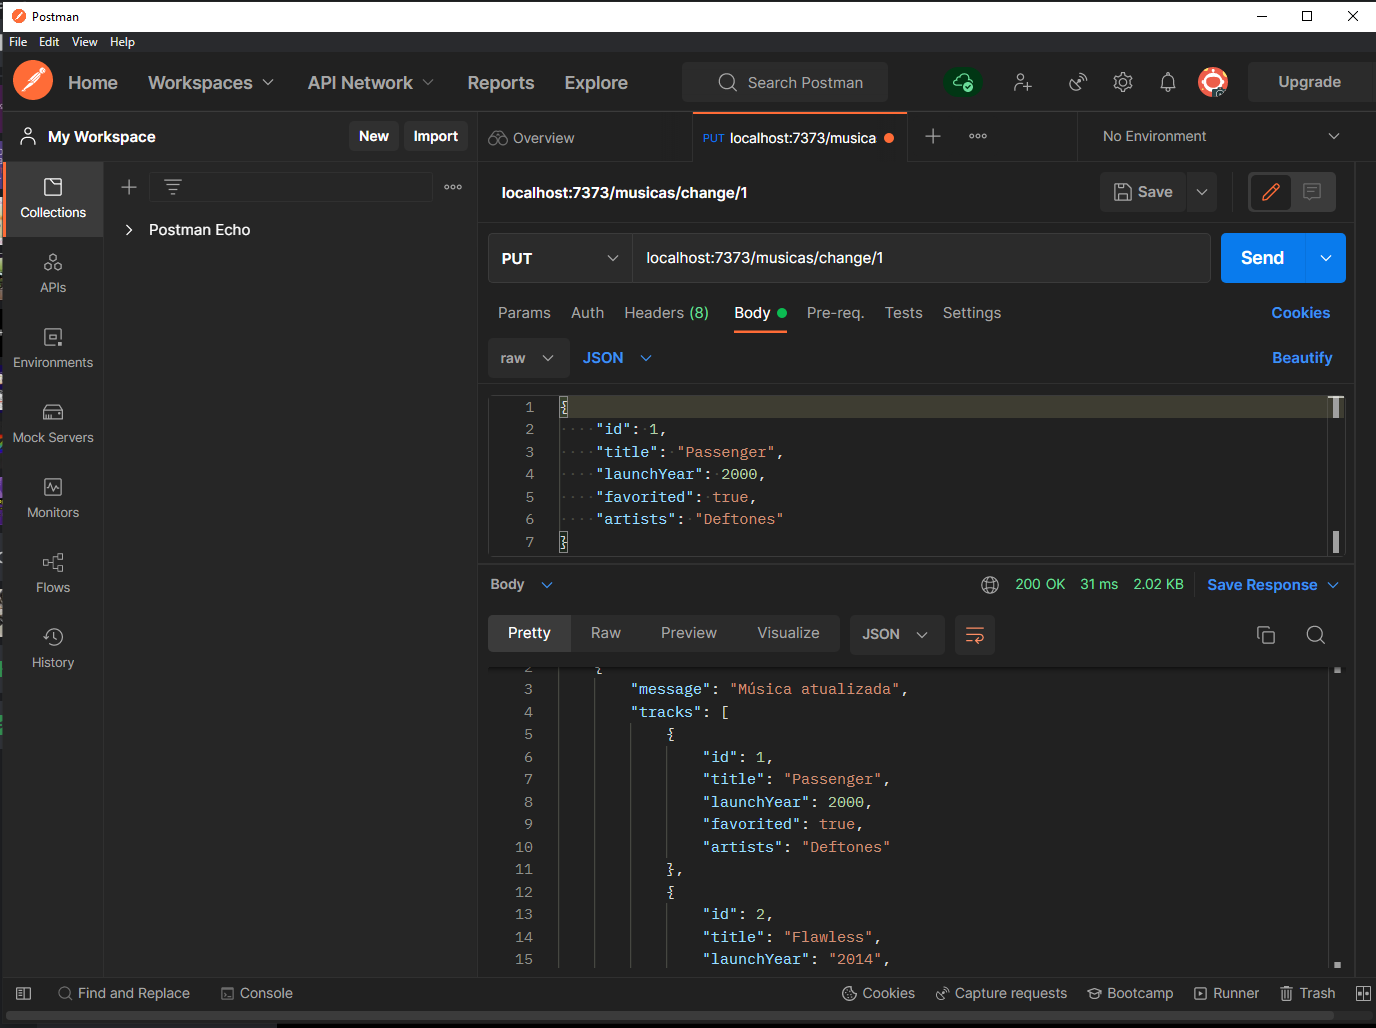 Postman
File Edit View Help
Home Workspaces API Network Reports Explore Search Postman Upgrade
My Workspace New Import
Overview PUT localhost:7373/musica No Environment
Collections
APIs
Environments
Mock Servers
Monitors
Flows
History
Postman Echo
localhost:7373/musicas/change/1 Save
PUT localhost:7373/musicas/change/1 Send
Params Auth Headers (8) Body Pre-req. Tests Settings Cookies
raw JSON Beautify
1 {
2 "id": 1,
3 "title": "Passenger",
4 "launchYear": 2000,
5 "favorited": true,
6 "artists": "Deftones"
7 }
Body 200 OK 31 ms 2.02 KB Save Response
Pretty Raw Preview Visualize JSON
2 {
3 "message": "Música atualizada",
4 "tracks": [
5 {
6 "id": 1,
7 "title": "Passenger",
8 "launchYear": 2000,
9 "favorited": true,
10 "artists": "Deftones"
11 },
12 {
13 "id": 2,
14 "title": "Flawless",
15 "launchYear": "2014",
Find and Replace Console Cookies Capture requests Bootcamp Runner Trash